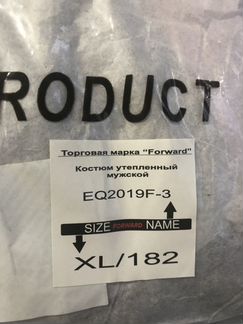 RODUCT
Торговая марка "Forward"
Костюм утепленный
мужской
EQ2019F-3
SIZE FORWARD NAME
XL/182